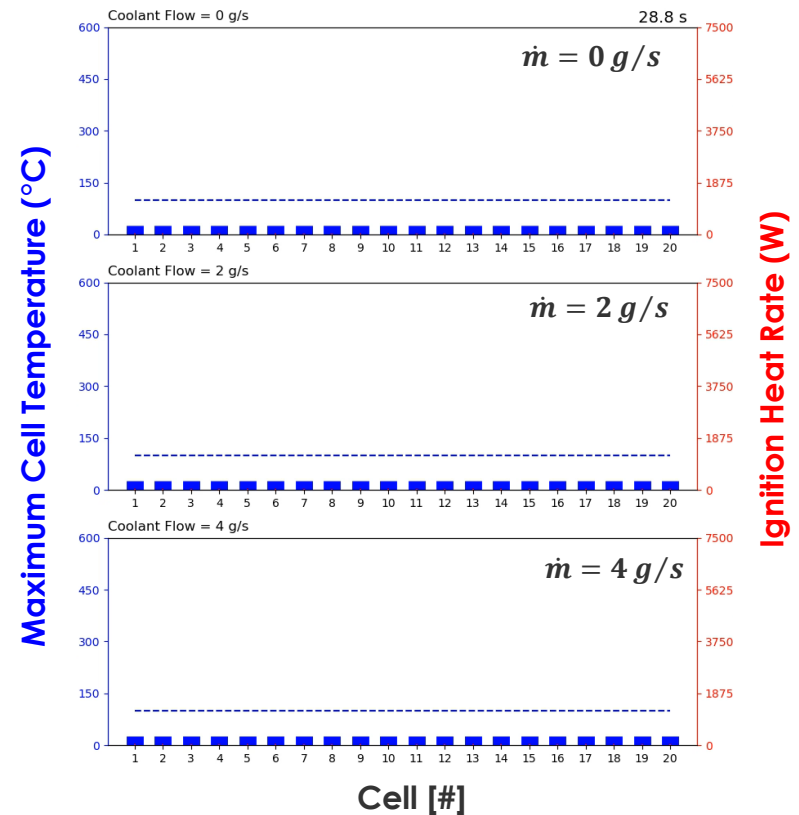 Coolant Flow = 0 g/s
28.8 s
ṁ = 0 g/s
600
450
300
150
0
7500
5625
3750
1875
0
1 2 3 4 5 6 7 8 9 10 11 12 13 14 15 16 17 18 19 20
Coolant Flow = 2 g/s
ṁ = 2 g/s
600
450
300
150
0
7500
5625
3750
1875
0
1 2 3 4 5 6 7 8 9 10 11 12 13 14 15 16 17 18 19 20
Coolant Flow = 4 g/s
ṁ = 4 g/s
600
450
300
150
0
7500
5625
3750
1875
0
1 2 3 4 5 6 7 8 9 10 11 12 13 14 15 16 17 18 19 20
Maximum Cell Temperature (°C)
Ignition Heat Rate (W)
Cell [#]